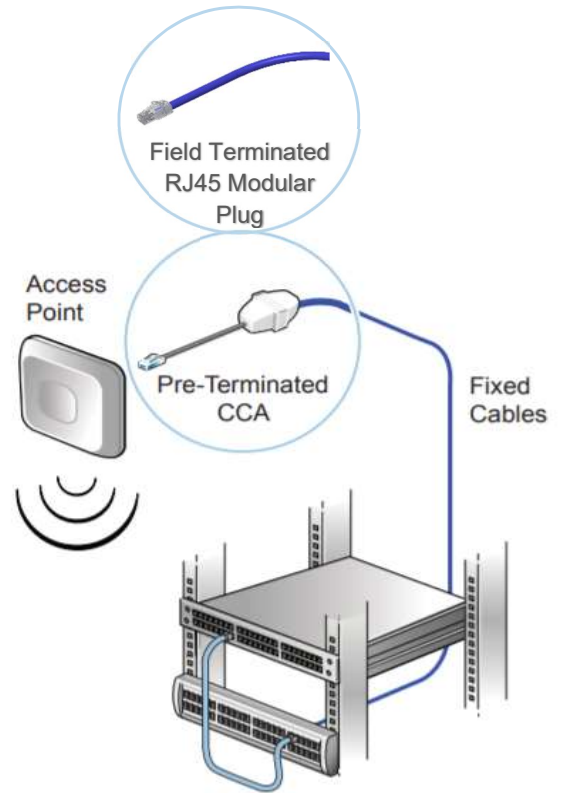 Field Terminated
RJ45 Modular
Plug
Access
Point
Pre-Terminated
CCA
Fixed
Cables